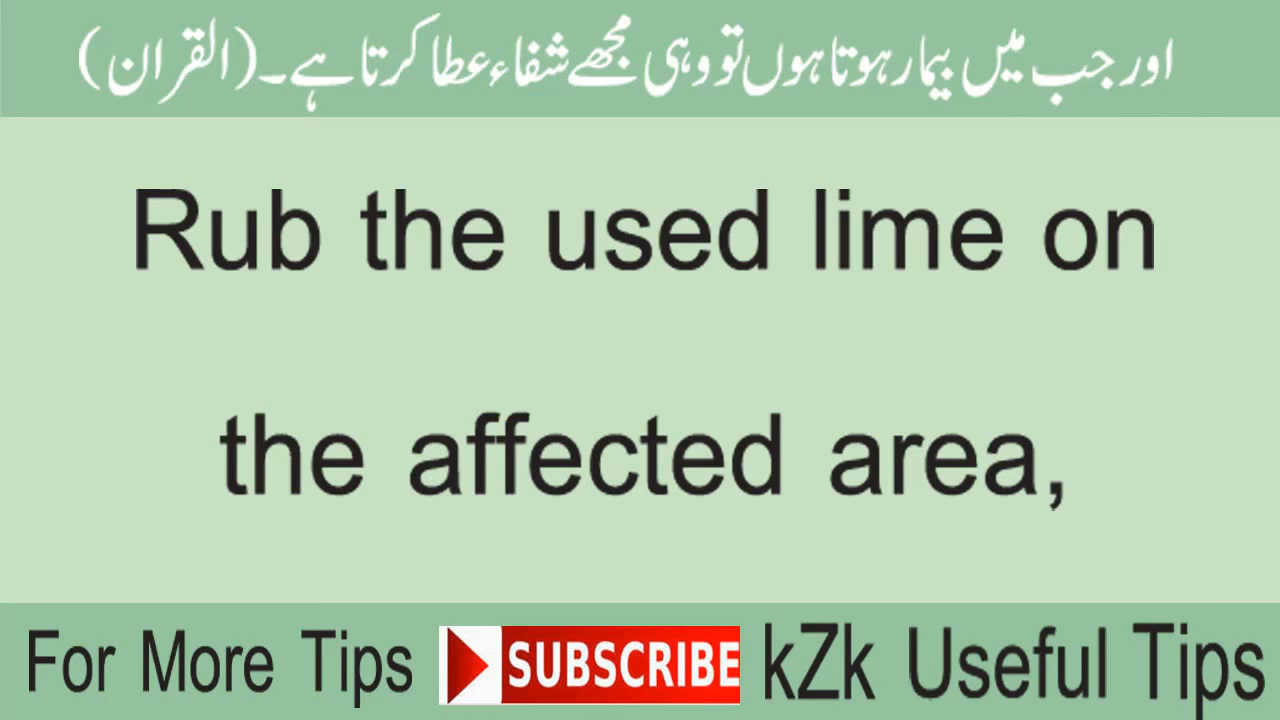 اور جب میں بیمار ہوتا ہوں تو وہی مجھے شفاء عطا کرتا ہے۔(القران)
Rub the used lime on
the affected area,
For More Tips SUBSCRIBE kZk Useful Tips